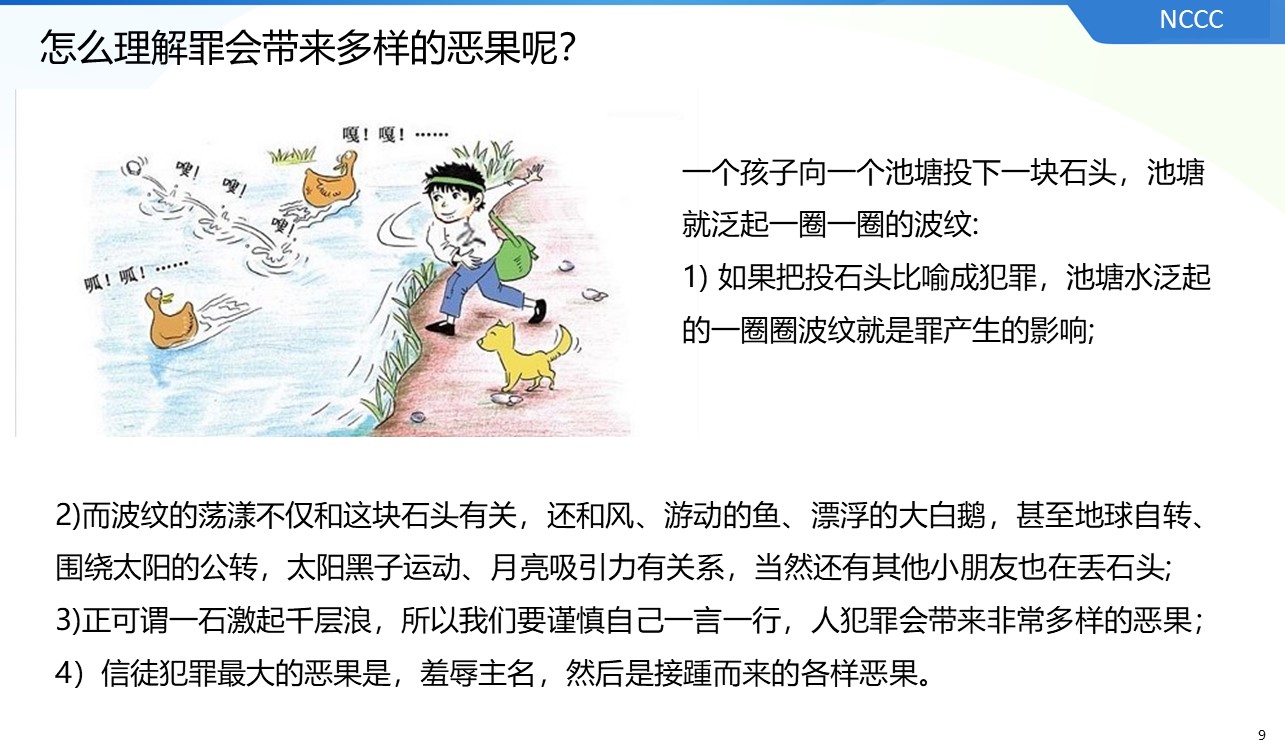 NCCC
怎么理解罪会带来多样的恶果呢?
嘎！嘎！……
嗖！
嗖！
嗖！
呱！呱！……
一个孩子向一个池塘投下一块石头，池塘
就泛起一圈一圈的波纹:
1) 如果把投石头比喻成犯罪，池塘水泛起
的一圈圈波纹就是罪产生的影响;
2)而波纹的荡漾不仅和这块石头有关，还和风、游动的鱼、漂浮的大白鹅，甚至地球自转、
围绕太阳的公转，太阳黑子运动、月亮吸引力有关系，当然还有其他小朋友也在丢石头;
3)正可谓一石激起千层浪，所以我们要谨慎自己一言一行，人犯罪会带来非常多样的恶果；
4）信徒犯罪最大的恶果是，羞辱主名，然后是接踵而来的各样恶果。
9